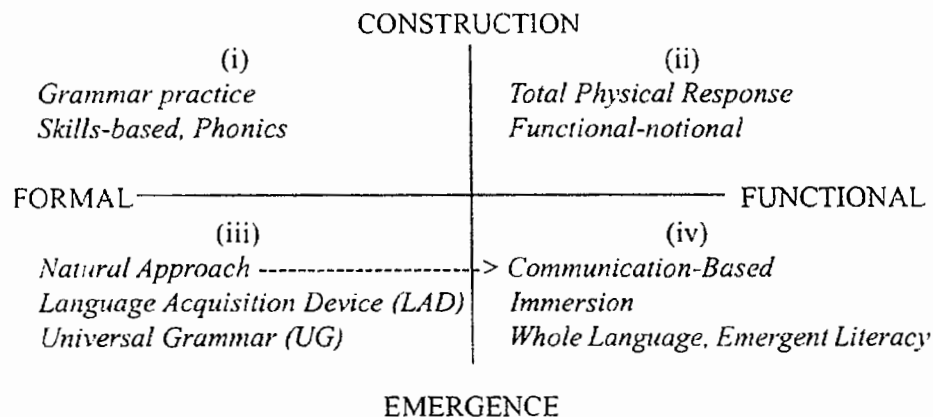 CONSTRUCTION
(i)
Grammar practice
Skills-based, Phonics
(ii)
Total Physical Response
Functional-notional
FORMAL
FUNCTIONAL
(iii)
Natural Approach
Language Acquisition Device (LAD)
Universal Grammar (UG)
(iv)
Communication-Based
Immersion
Whole Language, Emergent Literacy
EMERGENCE